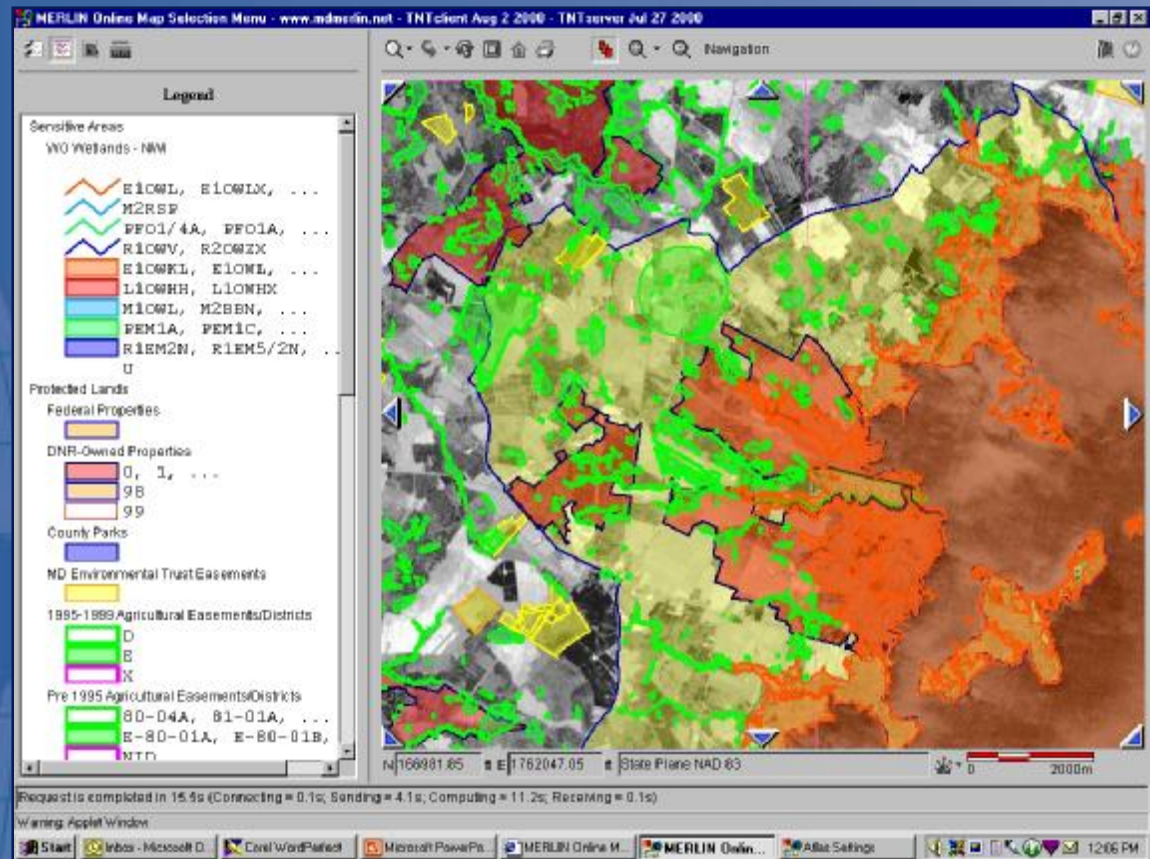 MERLIN Online Map Selection Menu - www.mdmerlin.net - TNTclient Aug 2 2000 - TNTserver Jul 27 2000
Navigation
Legend
Sensitive Areas
WO Wetlands - NWI
E1OWL, E1OWLX, ...
M2RSP
PFO1/4A, PFO1A, ...
R1OWV, R2OWZX
E1OWKL, E1OWL, ...
L1OWHH, L1OWHX
M1OWL, M2BBN,
PEM1A, PEM1C, ...
R1EM2N, R1EM5/2N, ..
U
Protected Lands
Federal Properties
DNR-Owned Properties
0, 1, ...
98
99
County Parks
MD Environmental Trust Easements
1995-1999 Agricultural Easements/Districts
D
E
X
Pre 1995 Agricultural Easements/Districts
80-04A, 81-01A, ...
E-80-01A, E-80-01B,
NTD
N 166981.85 ft E 1762047.05 ft State Plane NAD 83
0 2000m
Request is completed in 15.5s (Connecting = 0.1s; Sending = 4.1s; Computing = 11.2s; Receiving = 0.1s)
Warning: Applet Window
Start Inbox - Microsoft O... Corel WordPerfect Microsoft PowerPo... MERLIN Online M... MERLIN Onlin... Atlas Settings 12:06 PM